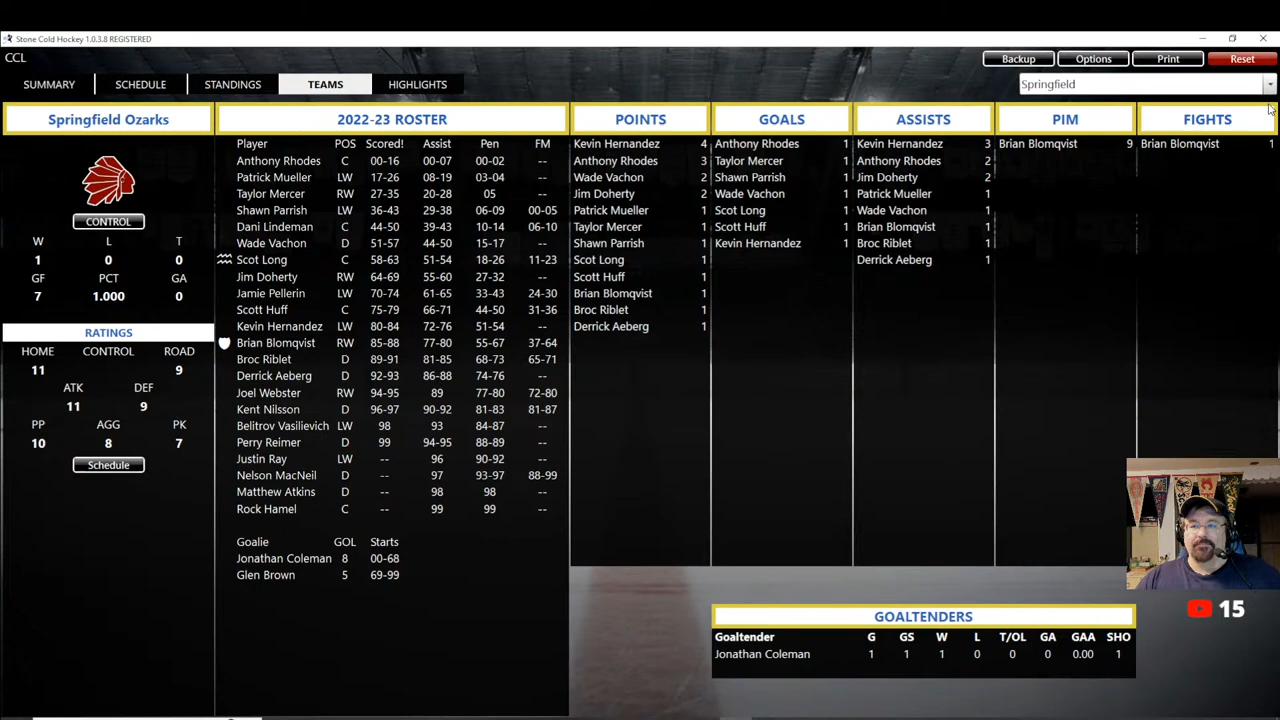 Stone Cold Hockey 1.0.3.8 REGISTERED
CCL
Backup Options Print Reset
SUMMARY SCHEDULE STANDINGS TEAMS HIGHLIGHTS
Springfield
Springfield Ozarks
CONTROL
W L T
1 0 0
GF PCT GA
7 1.000 0
RATINGS
HOME CONTROL ROAD
11 9
ATK DEF
11 9
PP AGG PK
10 8 7
Schedule
2022-23 ROSTER
Player POS Scored! Assist Pen FM
Anthony Rhodes C 00-16 00-07 00-02 --
Patrick Mueller LW 17-26 08-19 03-04 --
Taylor Mercer RW 27-35 20-28 05 --
Shawn Parrish LW 36-43 29-38 06-09 00-05
Dani Lindeman C 44-50 39-43 10-14 06-10
Wade Vachon D 51-57 44-50 15-17 --
Scot Long C 58-63 51-54 18-26 11-23
Jim Doherty RW 64-69 55-60 27-32 --
Jamie Pellerin LW 70-74 61-65 33-43 24-30
Scott Huff C 75-79 66-71 44-50 31-36
Kevin Hernandez LW 80-84 72-76 51-54 --
Brian Blomqvist RW 85-88 77-80 55-67 37-64
Broc Riblet D 89-91 81-85 68-73 65-71
Derrick Aeberg D 92-93 86-88 74-76 --
Joel Webster RW 94-95 89 77-80 72-80
Kent Nilsson D 96-97 90-92 81-83 81-87
Belitrov Vasilievich LW 98 93 84-87 --
Perry Reimer D 99 94-95 88-89 --
Justin Ray LW -- 96 90-92 --
Nelson MacNeil D -- 97 93-97 88-99
Matthew Atkins D -- 98 98 --
Rock Hamel C -- 99 99 --
Goalie GOL Starts
Jonathan Coleman 8 00-68
Glen Brown 5 69-99
POINTS
Kevin Hernandez 4
Anthony Rhodes 3
Wade Vachon 2
Jim Doherty 2
Patrick Mueller 1
Taylor Mercer 1
Shawn Parrish 1
Scot Long 1
Scott Huff 1
Brian Blomqvist 1
Broc Riblet 1
Derrick Aeberg 1
GOALS
Anthony Rhodes 1
Taylor Mercer 1
Shawn Parrish 1
Wade Vachon 1
Scot Long 1
Scott Huff 1
Kevin Hernandez 1
ASSISTS
Kevin Hernandez 3
Anthony Rhodes 2
Jim Doherty 2
Patrick Mueller 1
Wade Vachon 1
Brian Blomqvist 1
Broc Riblet 1
Derrick Aeberg 1
PIM
Brian Blomqvist 9
FIGHTS
Brian Blomqvist 1
15
GOALTENDERS
Goaltender G GS W L T/OL GA GAA SHO
Jonathan Coleman 1 1 1 0 0 0 0.00 1